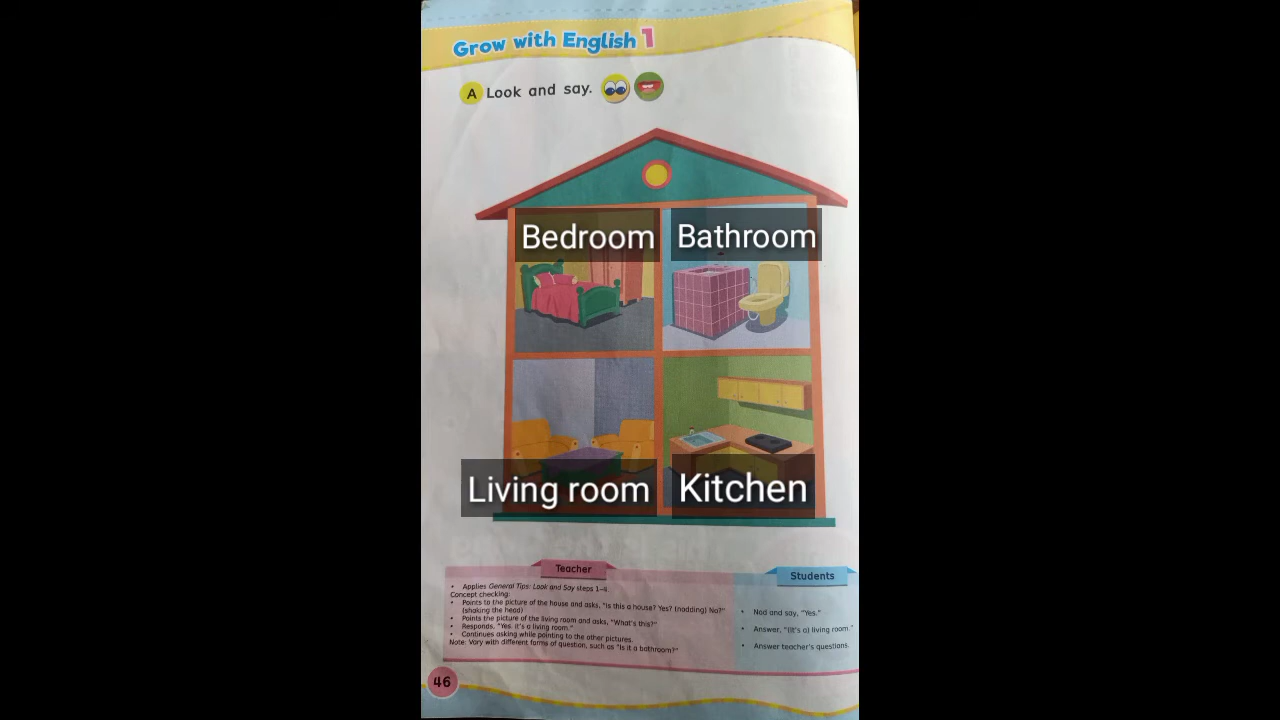 Grow with English 1
A Look and say.
Bedroom
Bathroom
Living room
Kitchen
Teacher
• Applies General Tips: Look and Say steps 1–4.
Concept checking:
• Points to the picture of the house and asks, "Is this a house? Yes? (nodding) No?"
(shaking the head)
• Points the picture of the living room and asks, "What's this?"
• Responds, "Yes. It's a living room."
• Continues asking while pointing to the other pictures.
Note: Vary with different forms of question, such as "Is it a bathroom?"
Students
• Nod and say, "Yes."
• Answer, "(It's a) living room."
• Answer teacher's questions.
46